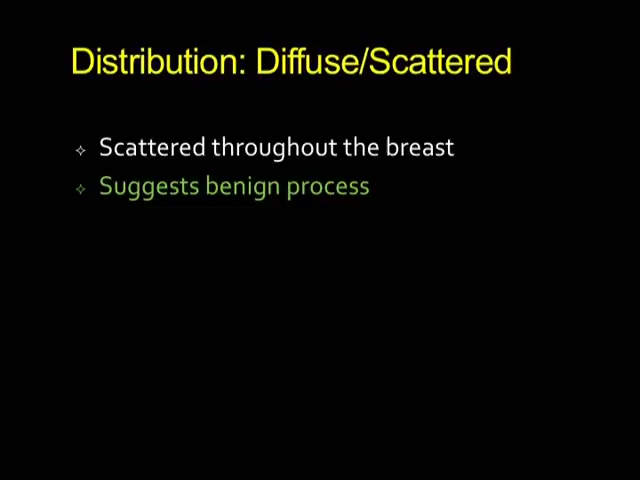 Distribution: Diffuse/Scattered
Scattered throughout the breast
Suggests benign process